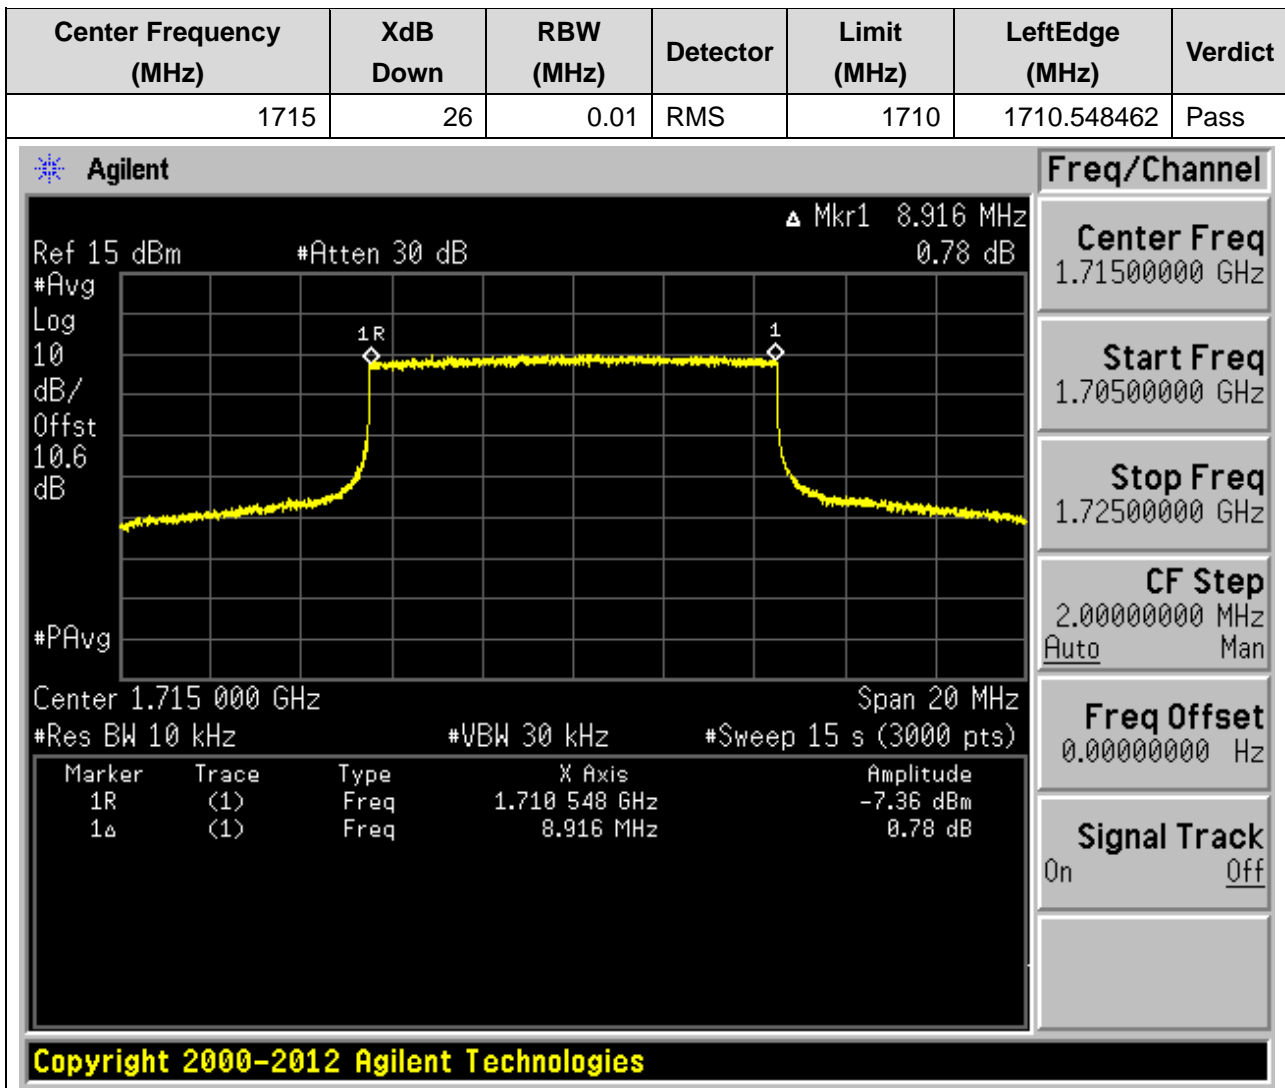 Center Frequency (MHz) XdB Down RBW (MHz) Detector Limit (MHz) LeftEdge (MHz) Verdict
1715 26 0.01 RMS 1710 1710.548462 Pass
Agilent
Freq/Channel
▵ Mkr1 8.916 MHz
Ref 15 dBm #Atten 30 dB 0.78 dB
#Avg
Log
10
dB/
Offst
10.6
dB
1R
1
#PAvg
Center 1.715 000 GHz Span 20 MHz
#Res BW 10 kHz #VBW 30 kHz #Sweep 15 s (3000 pts)
Marker Trace Type X Axis Amplitude
1R (1) Freq 1.710 548 GHz -7.36 dBm
1▵ (1) Freq 8.916 MHz 0.78 dB
Center Freq
1.71500000 GHz
Start Freq
1.70500000 GHz
Stop Freq
1.72500000 GHz
CF Step
2.00000000 MHz
Auto Man
Freq Offset
0.00000000 Hz
Signal Track
On Off
Copyright 2000-2012 Agilent Technologies